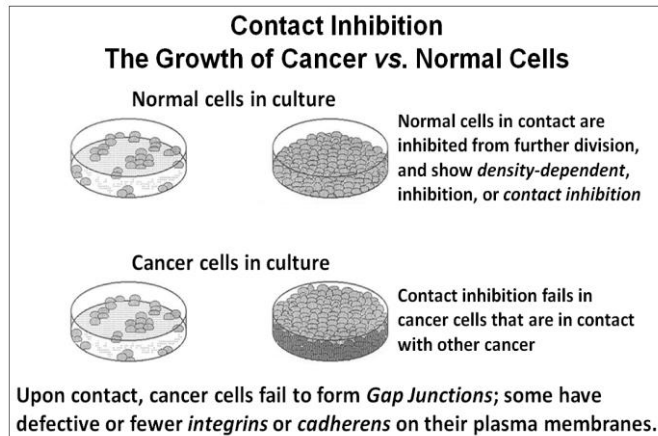 Contact Inhibition
The Growth of Cancer vs. Normal Cells
Normal cells in culture
Normal cells in contact are
inhibited from further division,
and show density-dependent,
inhibition, or contact inhibition
Cancer cells in culture
Contact inhibition fails in
cancer cells that are in contact
with other cancer
Upon contact, cancer cells fail to form Gap Junctions; some have
defective or fewer integrins or cadherens on their plasma membranes.